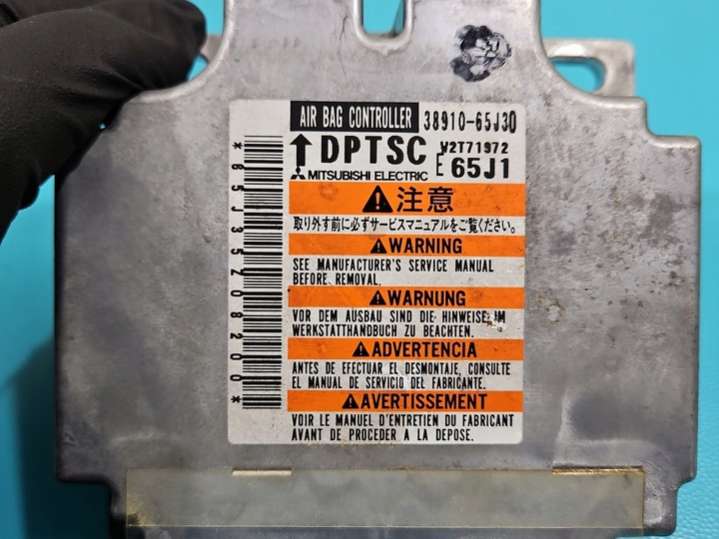 AIR BAG CONTROLLER 38910-65J30
DPTSC W2T71972
E 65J1
MITSUBISHI ELECTRIC
注意
取り外す前に必ずサービスマニュアルをご覧ください。
WARNING
SEE MANUFACTURER'S SERVICE MANUAL
BEFORE REMOVAL.
WARNUNG
VOR DEM AUSBAU SIND DIE HINWEISE IM
WERKSTATTHANDBUCH ZU BEACHTEN.
ADVERTENCIA
ANTES DE EFECTUAR EL DESMONTAJE, CONSULTE
EL MANUAL DE SERVICIO DEL FABRICANTE.
AVERTISSEMENT
VOIR LE MANUEL D'ENTRETIEN DU FABRICANT
AVANT DE PROCEDER A LA DEPOSE.
*65J35208200*